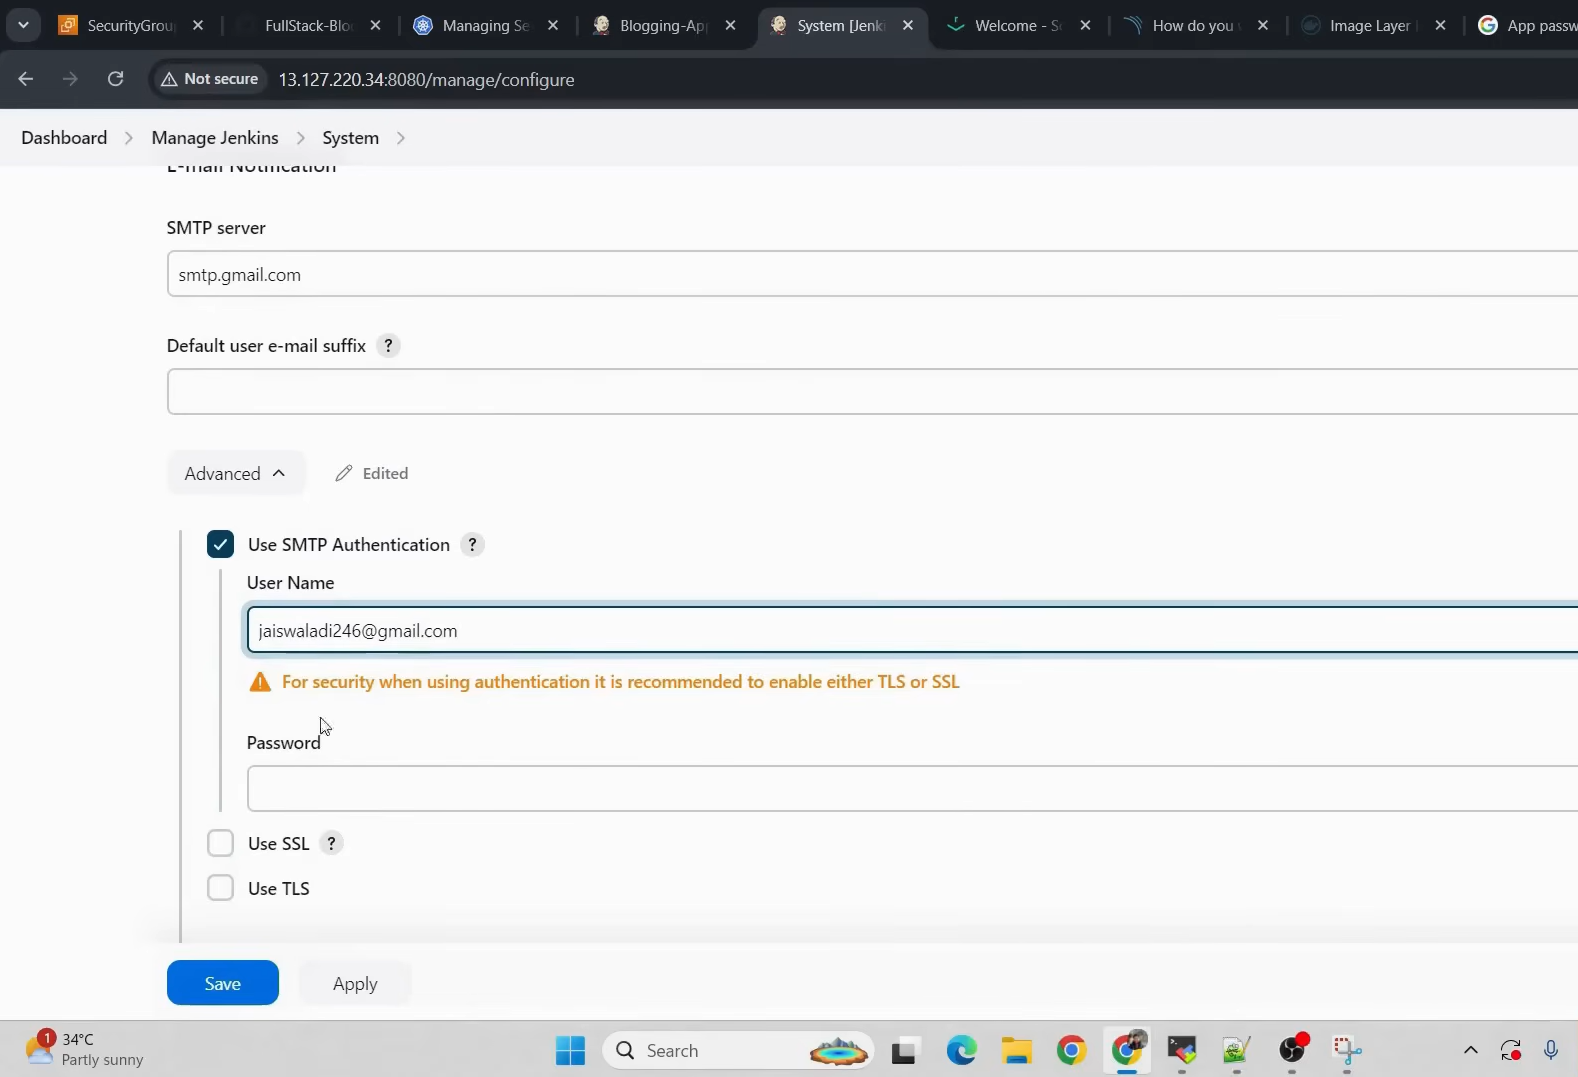 SecurityGrou
FullStack-Blo
Managing Se
Blogging-Ap
System [Jenki
Welcome - S
How do you
Image Layer
App passw
Not secure
13.127.220.34:8080/manage/configure
Dashboard
Manage Jenkins
System
E-mail Notification
SMTP server
smtp.gmail.com
Default user e-mail suffix ?
Advanced
Edited
Use SMTP Authentication ?
User Name
jaiswaladi246@gmail.com
For security when using authentication it is recommended to enable either TLS or SSL
Password
Use SSL ?
Use TLS
Save
Apply
1
34°C
Partly sunny
Search